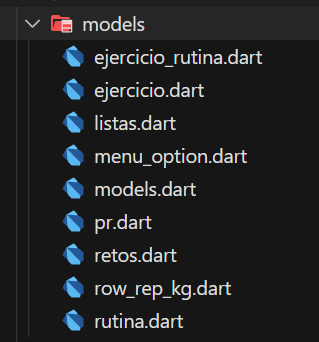 models
ejercicio_rutina.dart
ejercicio.dart
listas.dart
menu_option.dart
models.dart
pr.dart
retos.dart
row_rep_kg.dart
rutina.dart